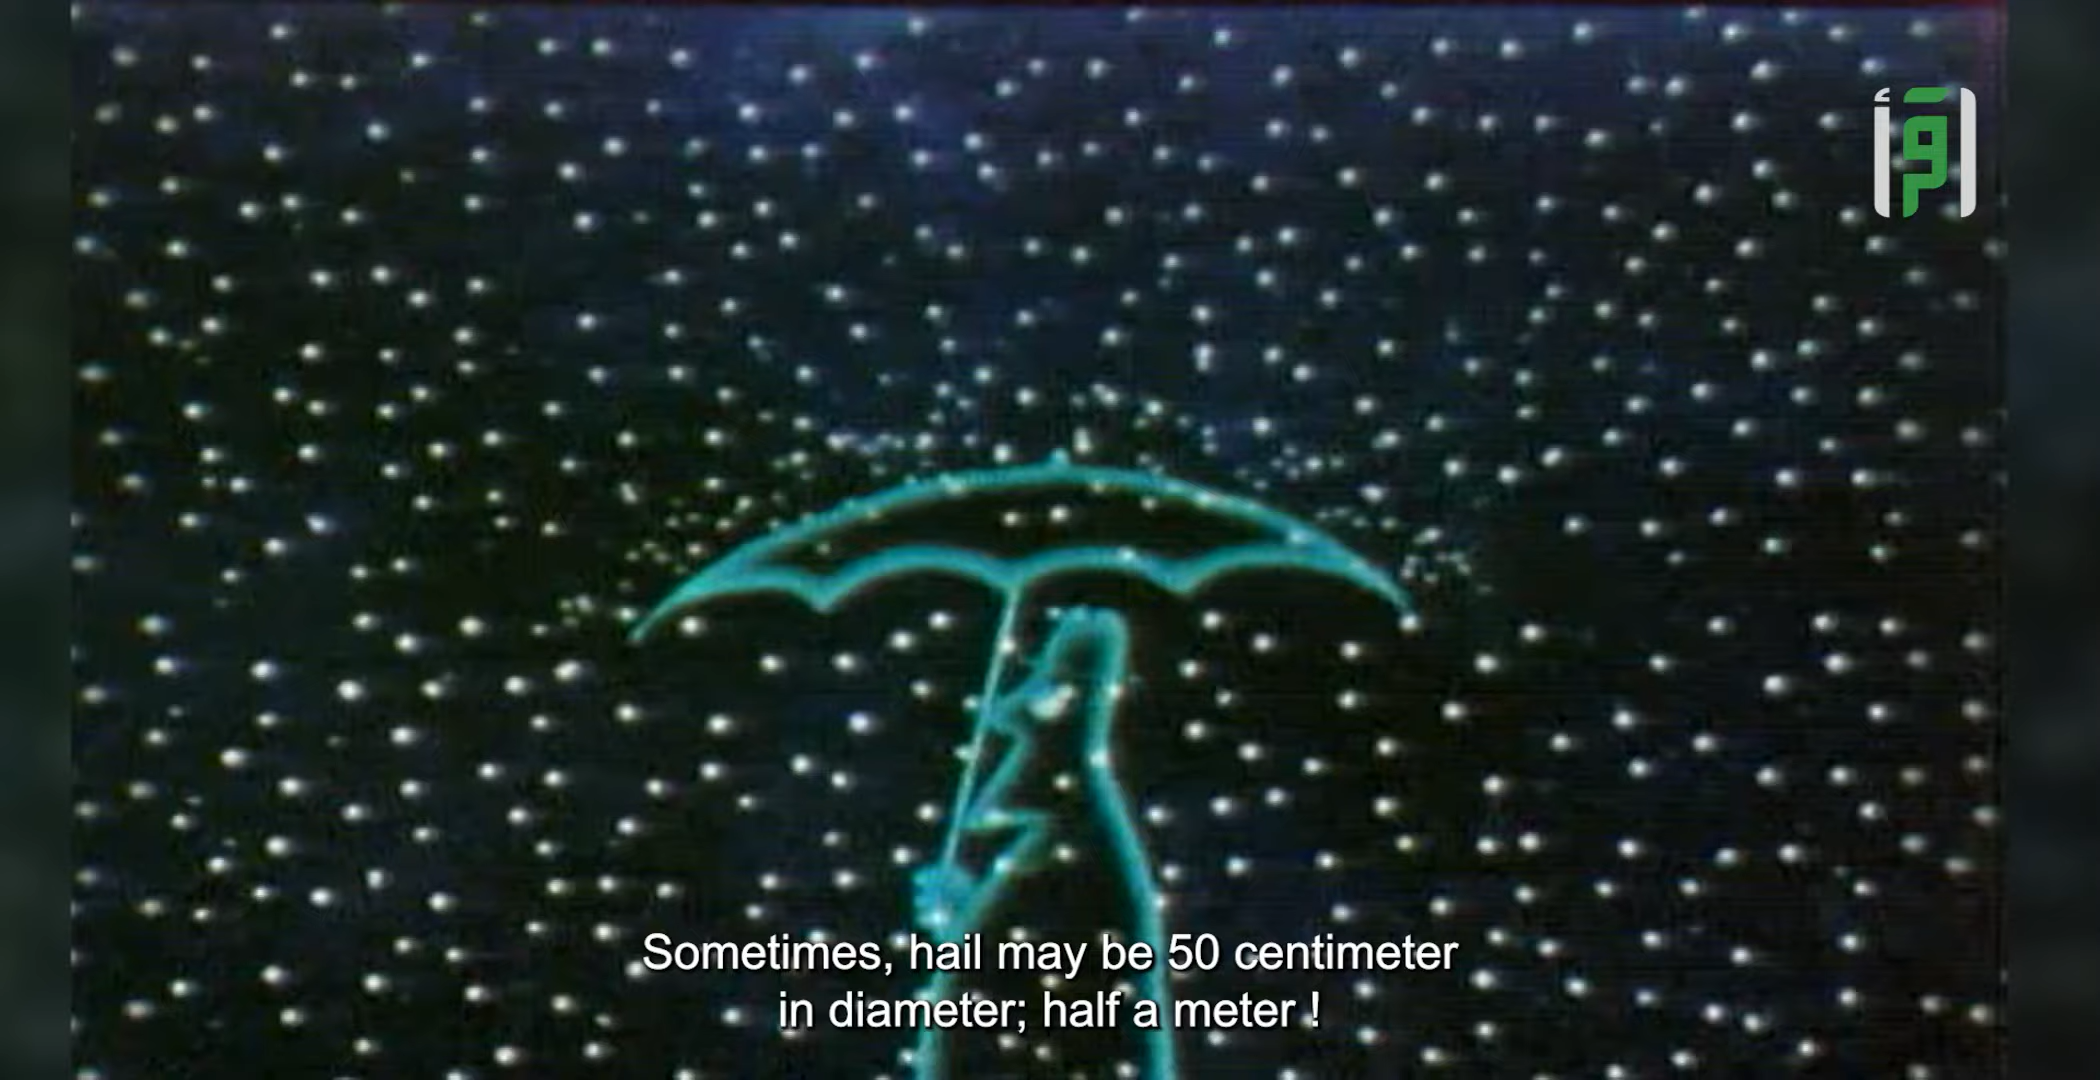 اقرأ
Sometimes, hail may be 50 centimeter
in diameter; half a meter !